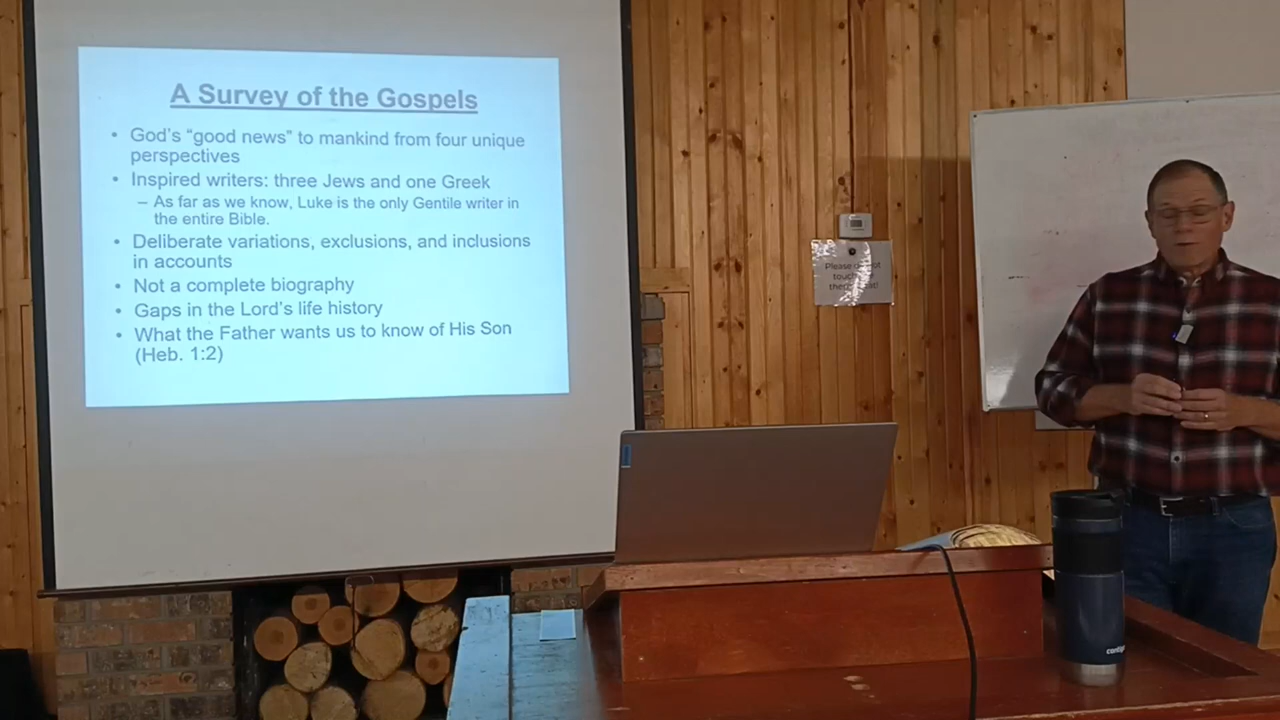 A Survey of the Gospels
• God's “good news” to mankind from four unique
perspectives
• Inspired writers: three Jews and one Greek
– As far as we know, Luke is the only Gentile writer in
the entire Bible.
• Deliberate variations, exclusions, and inclusions
in accounts
• Not a complete biography
• Gaps in the Lord's life history
• What the Father wants us to know of His Son
(Heb. 1:2)
Please
touch